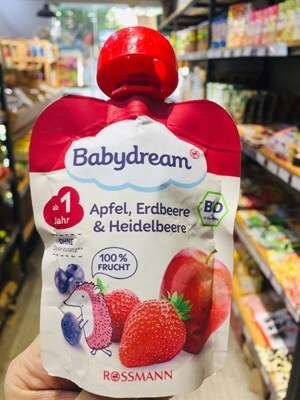 Babydream
ab 1
Jahr
Apfel, Erdbeere
& Heidelbeere
BIO
OHNE
100%
FRUCHT
ROSSMANN